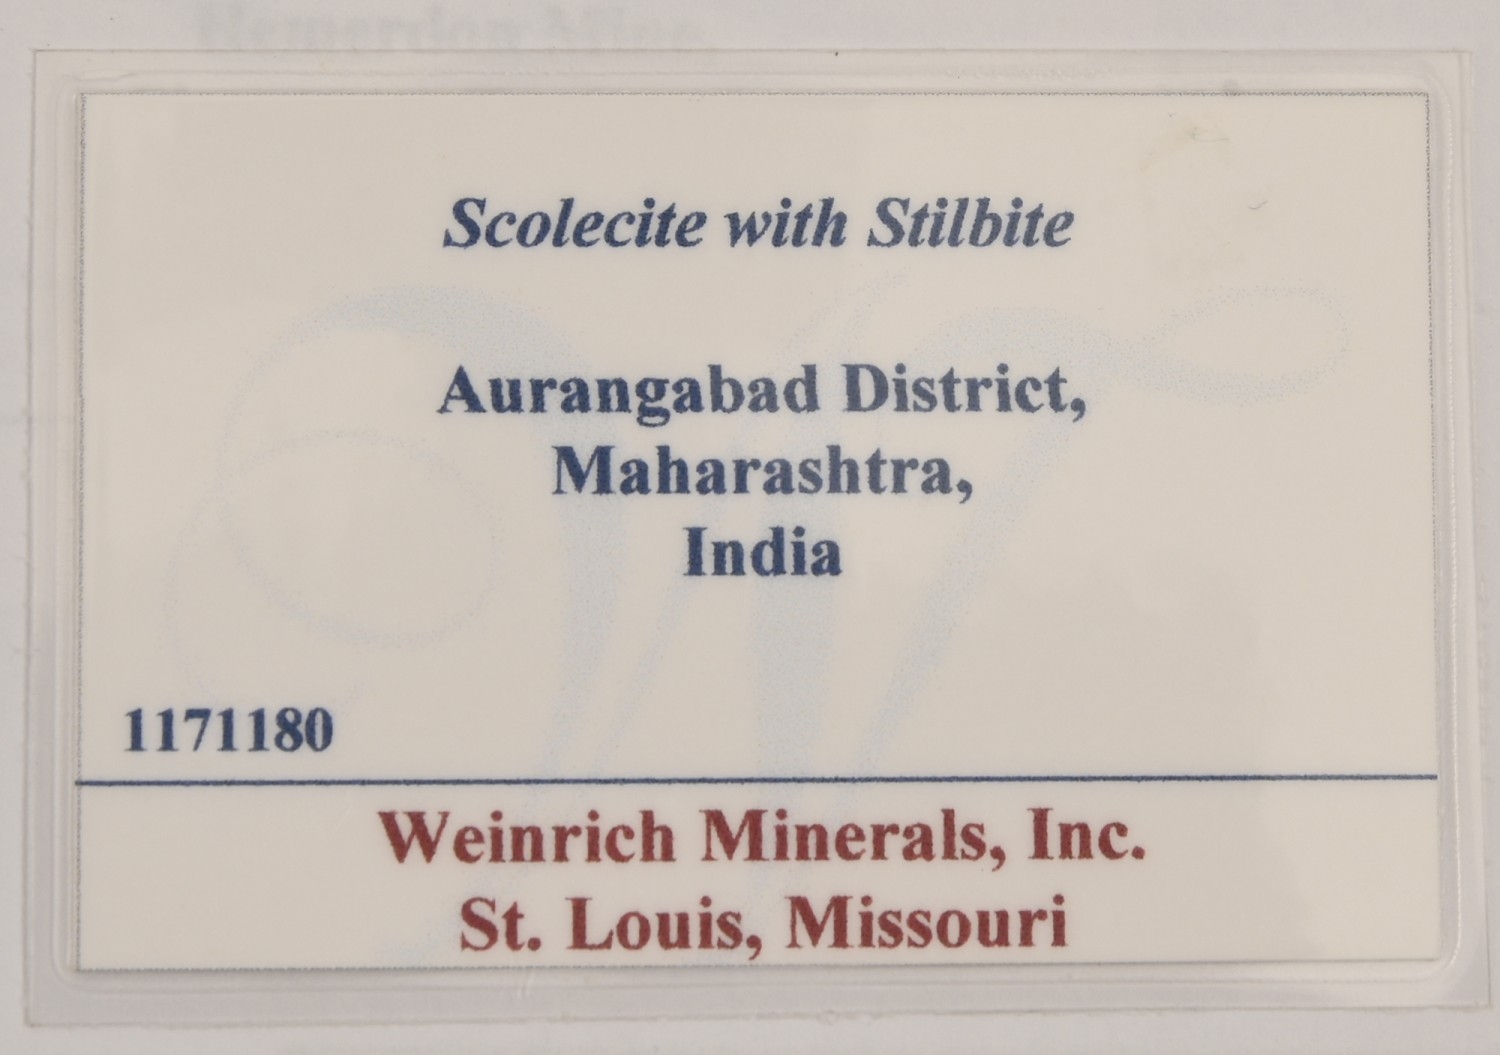 Scolecite with Stilbite
Aurangabad District,
Maharashtra,
India
1171180
Weinrich Minerals, Inc.
St. Louis, Missouri